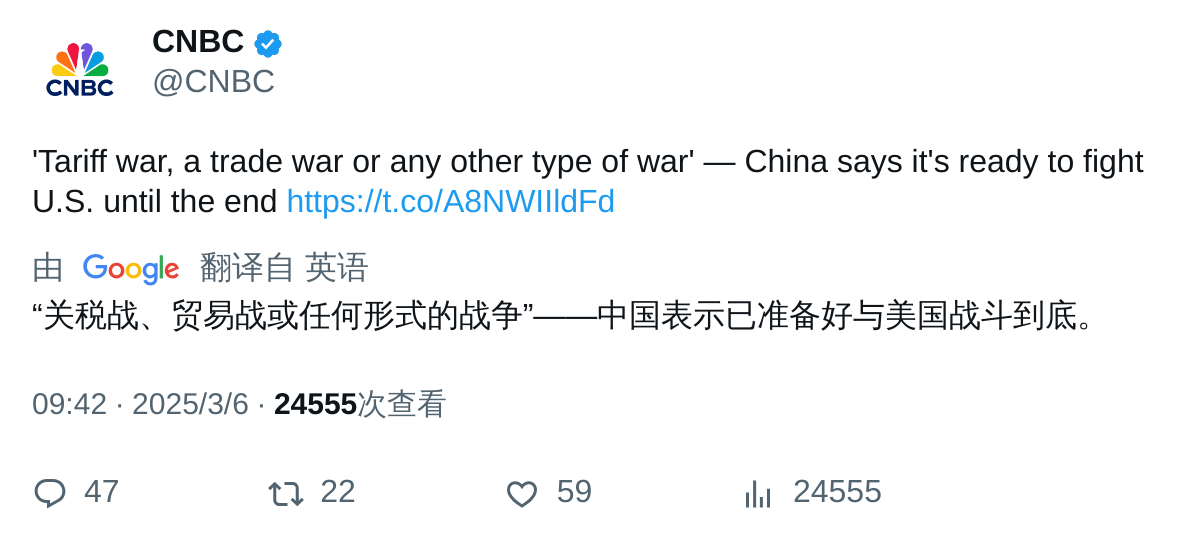 CNBC
CNBC
@CNBC
'Tariff war, a trade war or any other type of war' — China says it's ready to fight
U.S. until the end https://t.co/A8NWIIldFd
由 Google 翻译自 英语
“关税战、贸易战或任何形式的战争”——中国表示已准备好与美国战斗到底。
09:42 · 2025/3/6 · 24555次查看
47 22 59 24555